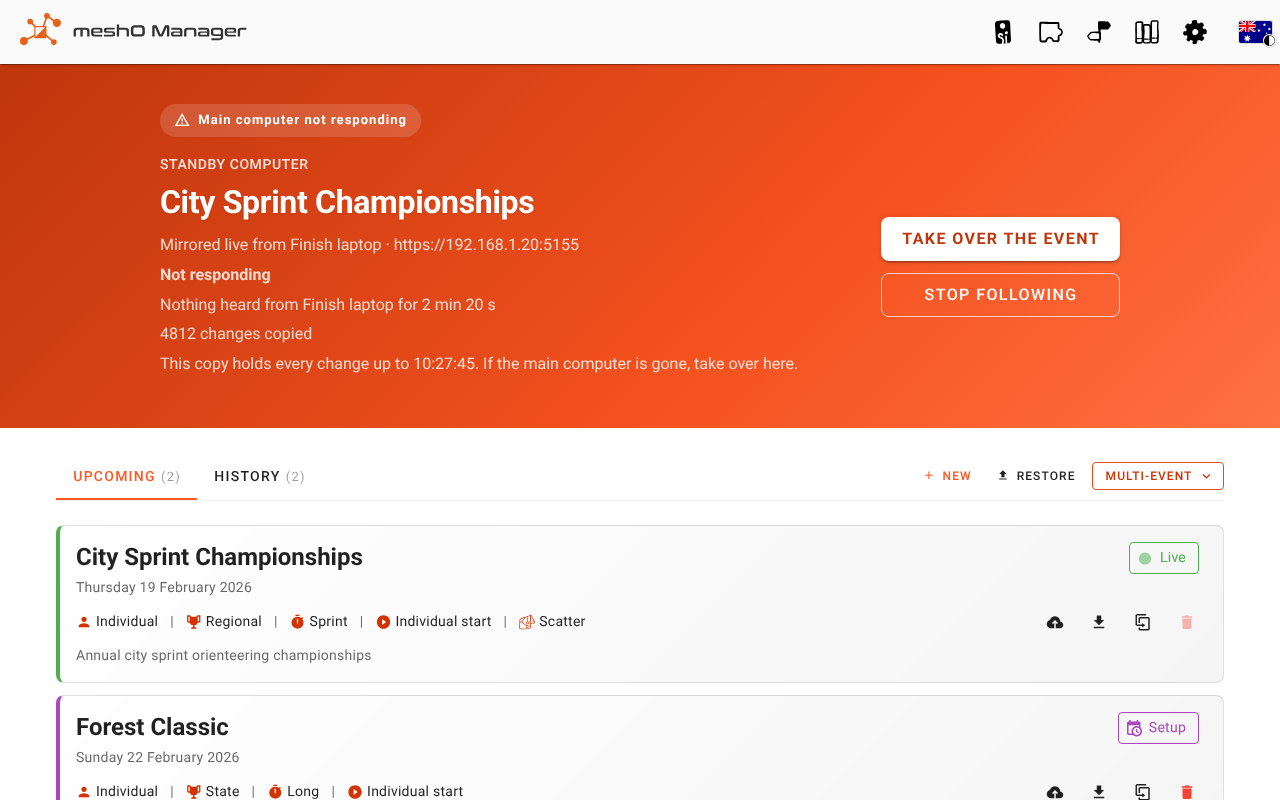 meshO Manager
Si
Main computer not responding
STANDBY COMPUTER
City Sprint Championships
Mirrored live from Finish laptop · https://192.168.1.20:5155
Not responding
Nothing heard from Finish laptop for 2 min 20 s
4812 changes copied
This copy holds every change up to 10:27:45. If the main computer is gone, take over here.
TAKE OVER THE EVENT
STOP FOLLOWING
UPCOMING (2) HISTORY (2) + NEW RESTORE MULTI-EVENT
City Sprint Championships
Live
Thursday 19 February 2026
Individual | Regional | Sprint | Individual start | Scatter
Annual city sprint orienteering championships
Forest Classic
Setup
Sunday 22 February 2026
Individual | State | Long | Individual start